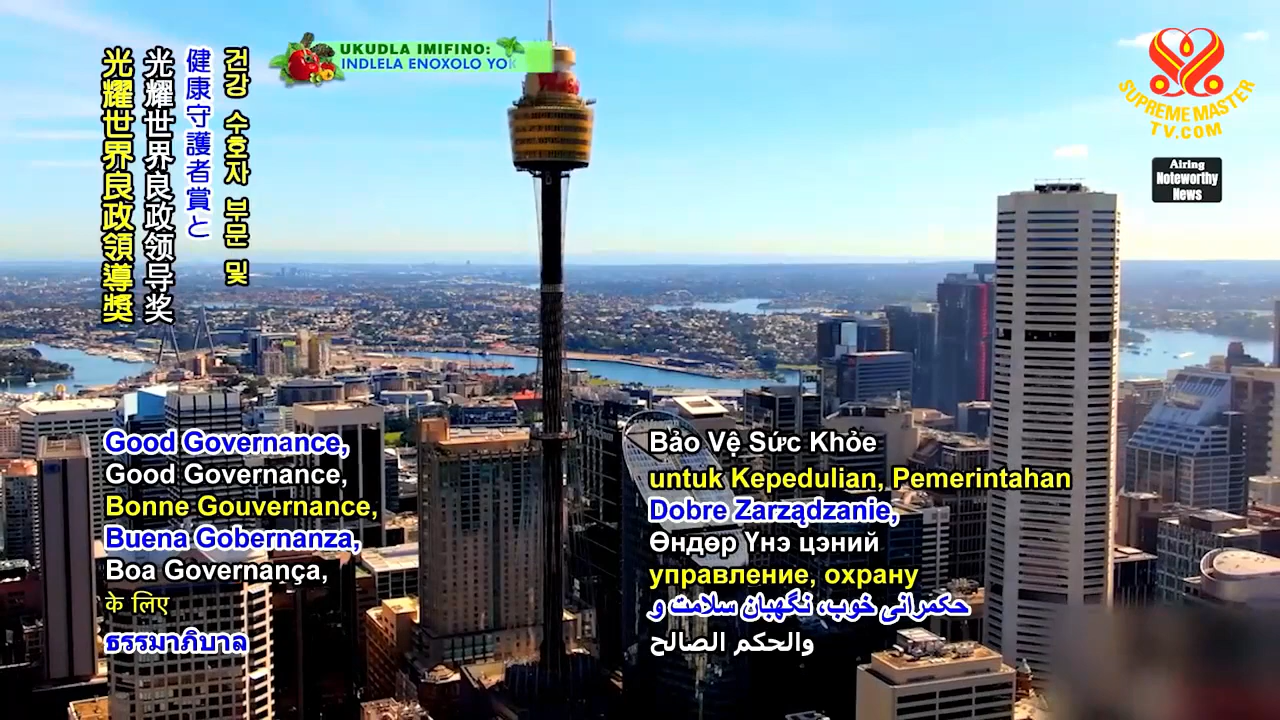 光耀世界良政領導獎
光耀世界良政领导奖
健康守護者賞と
건강 수호자 부문 및
UKUDLA IMIFINO:
INDLELA ENOXOLO YOK
SUPREME MASTER
TV.COM
Airing
Noteworthy
News
Good Governance,
Good Governance,
Bonne Gouvernance,
Buena Gobernanza,
Boa Governança,
के लिए
ธรรมาภิบาล
Bảo Vệ Sức Khỏe
untuk Kepedulian, Pemerintahan
Dobre Zarządzanie,
Өндөр Үнэ цэний
управление, охрану
حکمرانی خوب، نگهبان سلامت و
والحكم الصالح